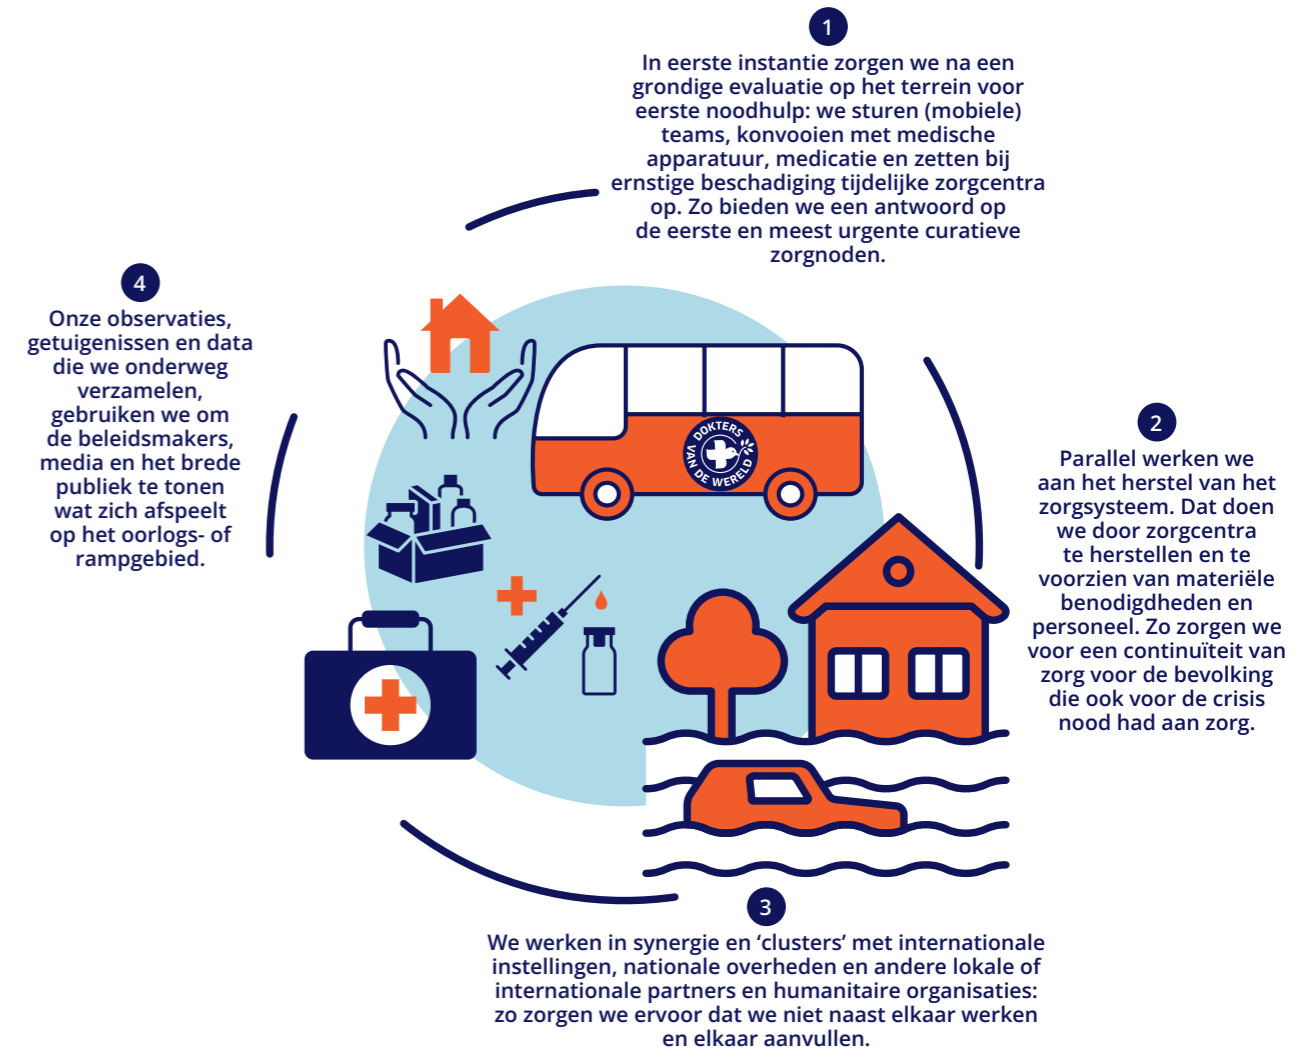 1
In eerste instantie zorgen we na een
grondige evaluatie op het terrein voor
eerste noodhulp: we sturen (mobiele)
teams, konvooien met medische
apparatuur, medicatie en zetten bij
ernstige beschadiging tijdelijke zorgcentra
op. Zo bieden we een antwoord op
de eerste en meest urgente curatieve
zorgnoden.
2
Parallel werken we
aan het herstel van het
zorgsysteem. Dat doen
we door zorgcentra
te herstellen en te
voorzien van materiële
benodigdheden en
personeel. Zo zorgen we
voor een continuïteit van
zorg voor de bevolking
die ook voor de crisis
nood had aan zorg.
3
We werken in synergie en ‘clusters’ met internationale
instellingen, nationale overheden en andere lokale of
internationale partners en humanitaire organisaties:
zo zorgen we ervoor dat we niet naast elkaar werken
en elkaar aanvullen.
4
Onze observaties,
getuigenissen en data
die we onderweg
verzamelen,
gebruiken we om
de beleidsmakers,
media en het brede
publiek te tonen
wat zich afspeelt
op het oorlogs- of
rampgebied.
DOKTERS
VAN DE WERELD